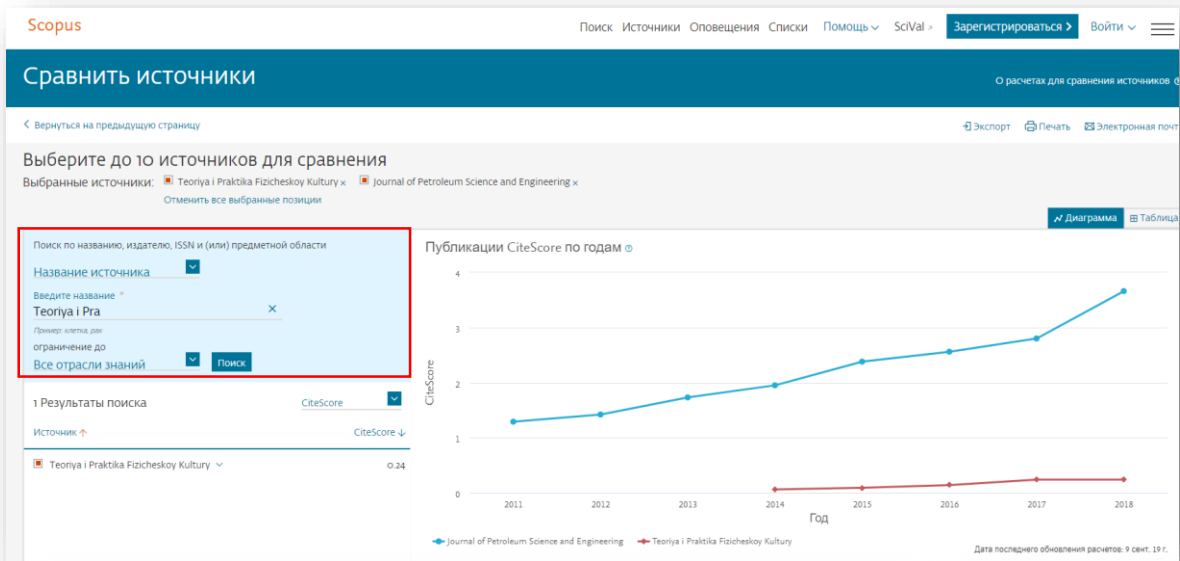 Scopus
Поиск Источники Оповещения Списки Помощь SciVal Зарегистрироваться > Войти
Сравнить источники
О расчетах для сравнения источников
< Вернуться на предыдущую страницу
Экспорт Печать Электронная почт
Выберите до 10 источников для сравнения
Выбранные источники: Teoriya i Praktika Fizicheskoy Kultury × Journal of Petroleum Science and Engineering ×
Отменить все выбранные позиции
Диаграмма Таблица
Поиск по названию, издателю, ISSN и (или) предметной области
Название источника
Введите название *
Teoriya i Pra ×
Пример: клетка, рак
ограничение до
Все отрасли знаний Поиск
1 Результаты поиска CiteScore
Источник ↑ CiteScore ↓
Teoriya i Praktika Fizicheskoy Kultury 0.24
Публикации CiteScore по годам
4
3
2
1
0
CiteScore
2011 2012 2013 2014 2015 2016 2017 2018
Год
Journal of Petroleum Science and Engineering Teoriya i Praktika Fizicheskoy Kultury
Дата последнего обновления расчетов: 9 сент. 19 г.